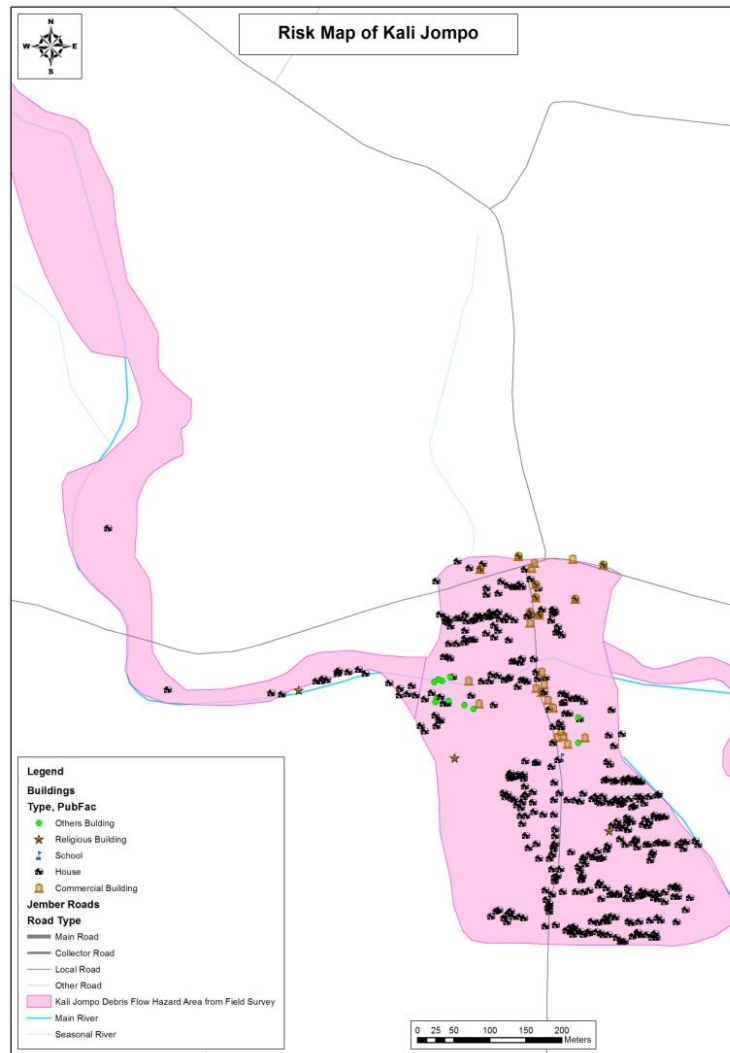 N
W E
S
Risk Map of Kali Jompo
Legend
Buildings
Type, PubFac
Others Bulding
Religious Building
School
House
Commercial Building
Jember Roads
Road Type
Main Road
Collector Road
Local Road
Other Road
Kali Jompo Debris Flow Hazard Area from Field Survey
Main River
Seasonal River
0 25 50 100 150 200
Meters